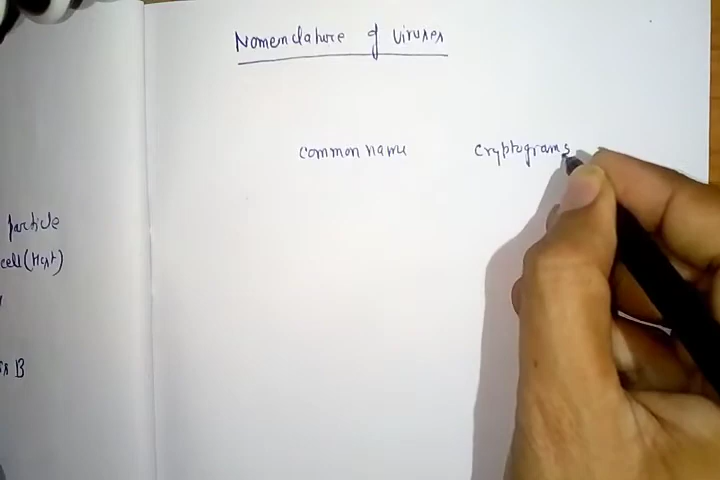 Nomenclature of viruses
common name cryptograms
particle
cell (Host)
B